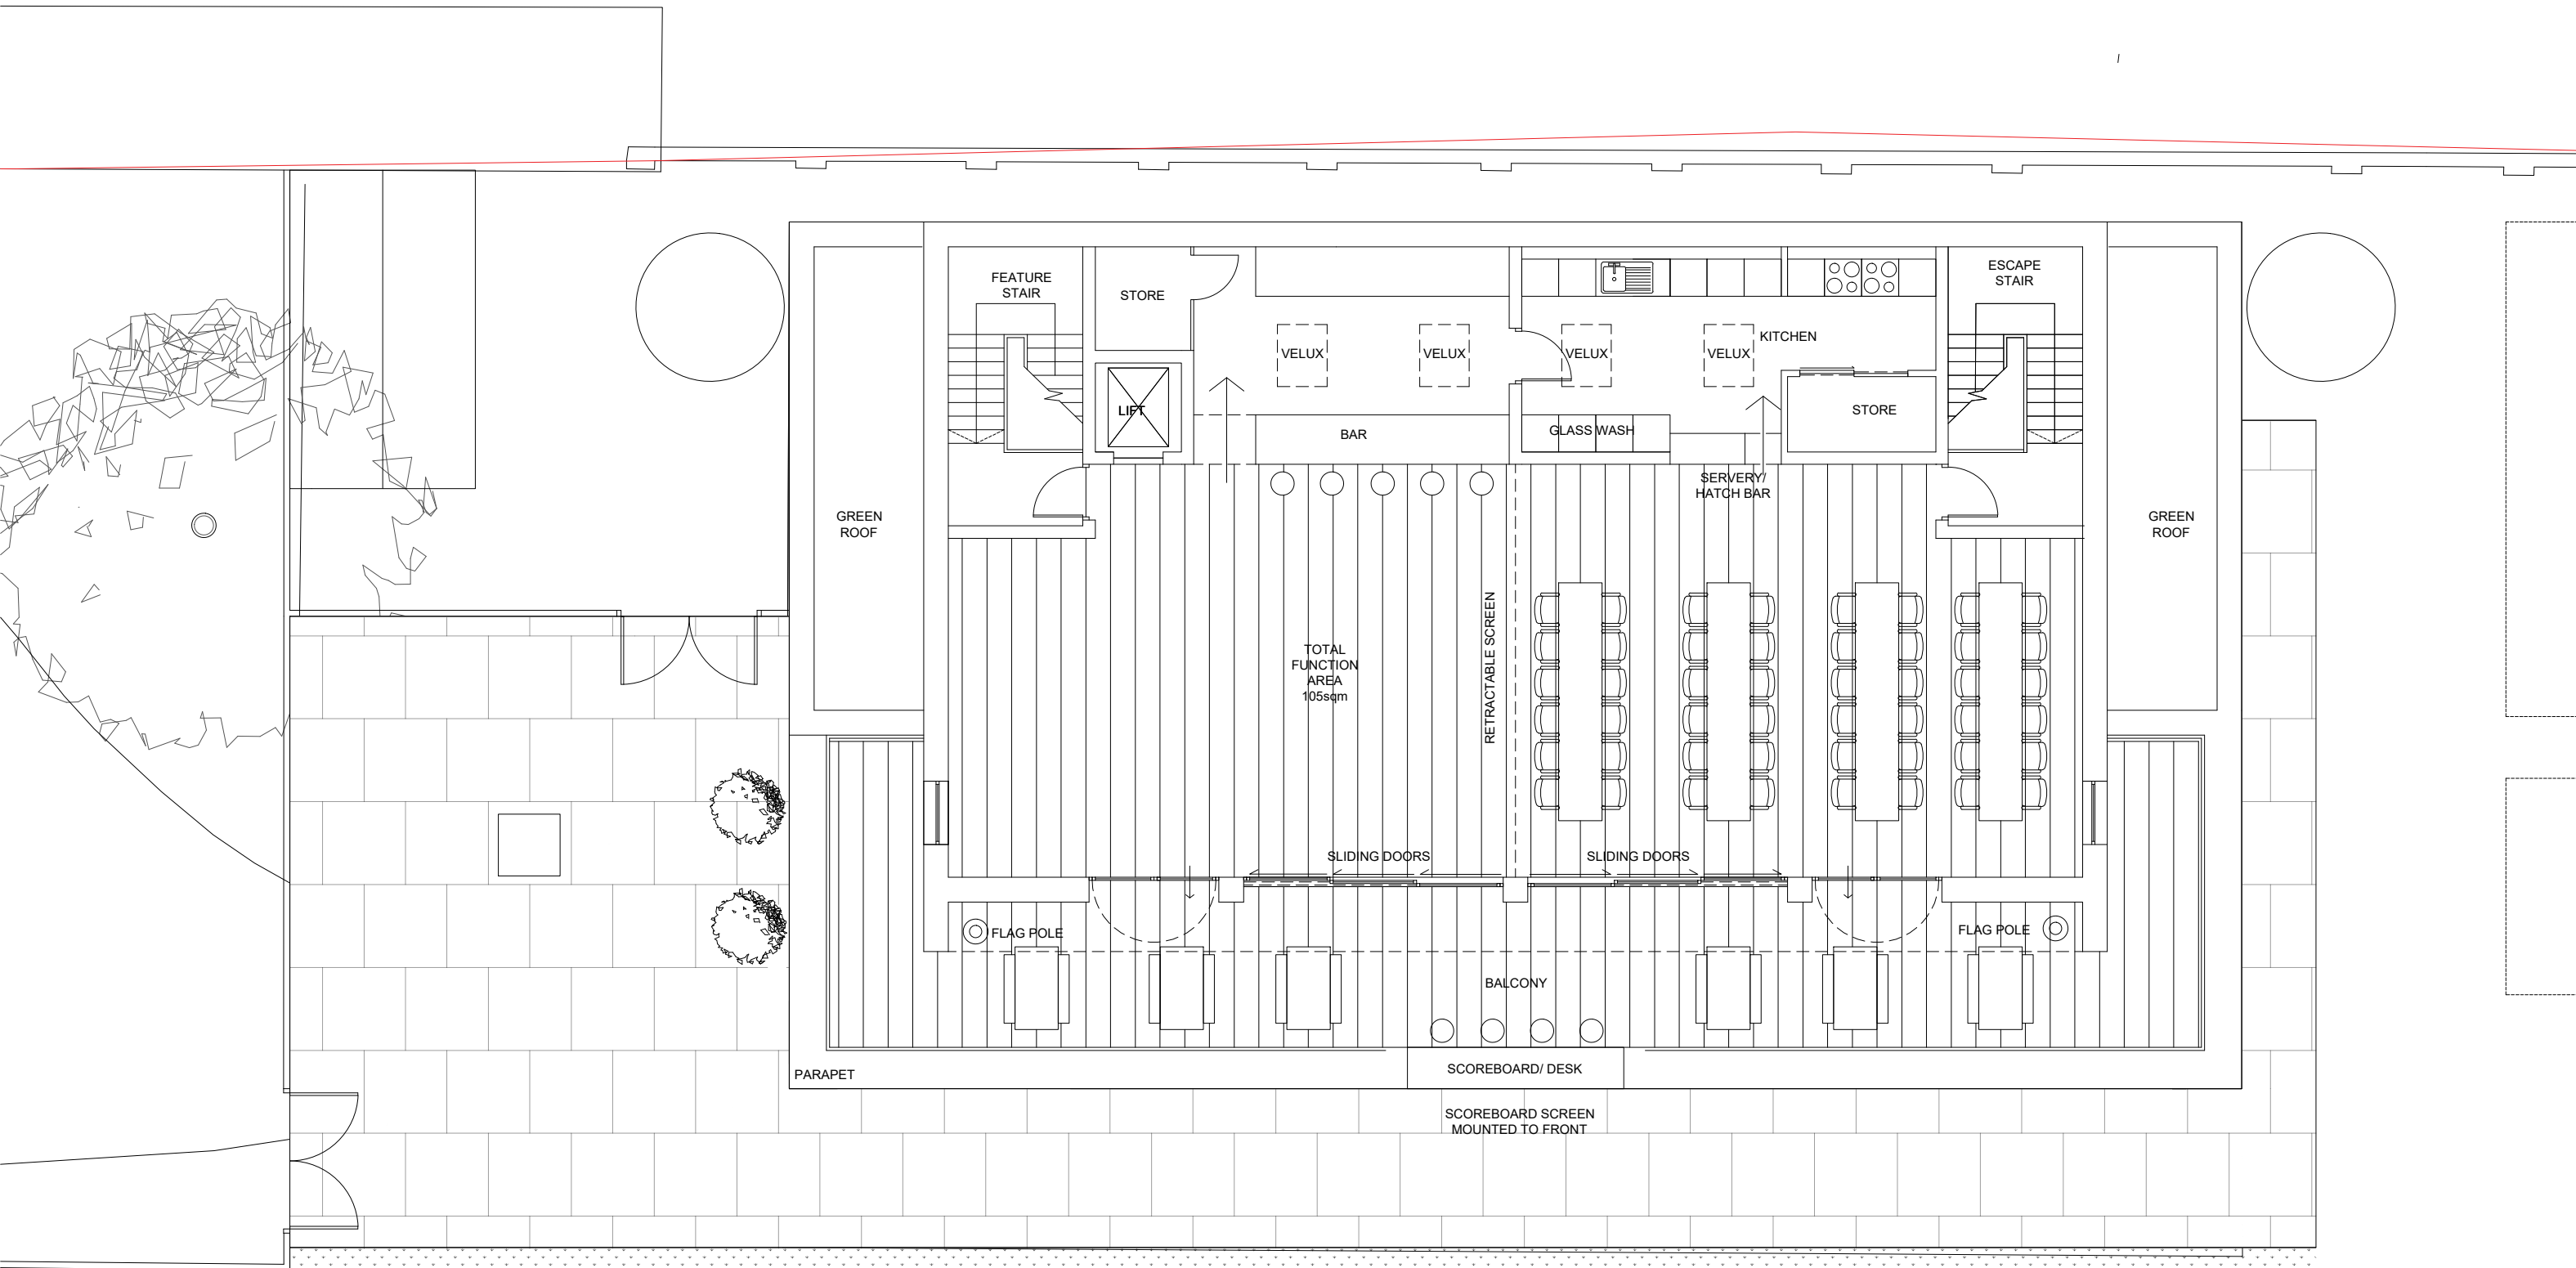 FEATURE
STAIR
STORE
ESCAPE
STAIR
KITCHEN
VELUX
VELUX
VELUX
VELUX
LIFT
BAR
GLASS WASH
STORE
SERVERY/
HATCH BAR
GREEN
ROOF
GREEN
ROOF
RETRACTABLE SCREEN
TOTAL
FUNCTION
AREA
105sqm
SLIDING DOORS
SLIDING DOORS
FLAG POLE
FLAG POLE
BALCONY
SCOREBOARD/ DESK
PARAPET
SCOREBOARD SCREEN
MOUNTED TO FRONT